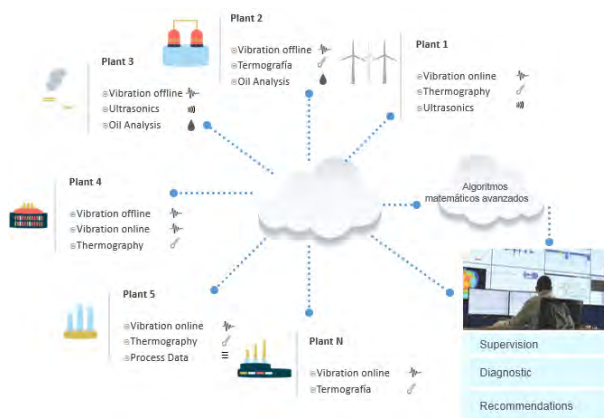 Plant 2
Vibration offline
Termografía
Oil Analysis
Plant 1
Vibration online
Thermography
Ultrasonics
Plant 3
Vibration offline
Ultrasonics
Oil Analysis
Plant 4
Vibration offline
Vibration online
Thermography
Algoritmos
matemáticos avanzados
Plant 5
Vibration online
Thermography
Process Data
Plant N
Vibration online
Termografía
Supervision
Diagnostic
Recommendations